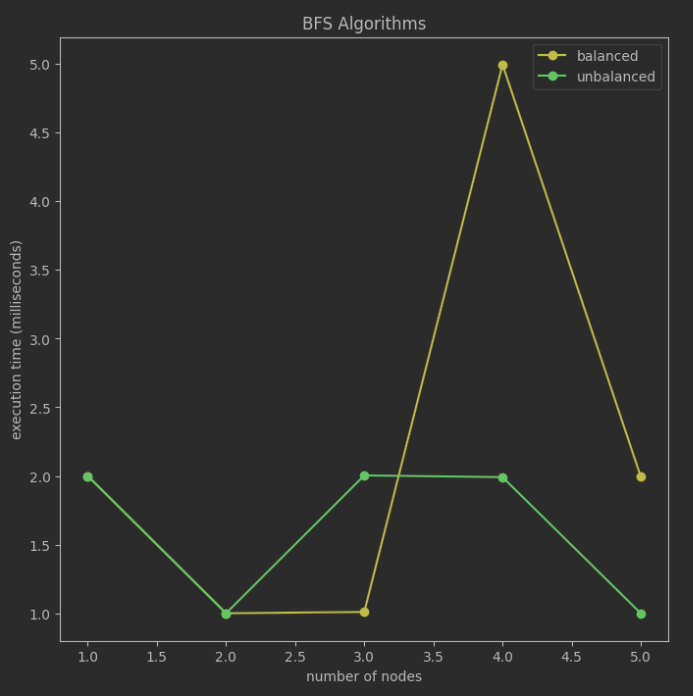 BFS Algorithms
balanced
unbalanced
5.0
4.5
4.0
3.5
3.0
2.5
2.0
1.5
1.0
execution time (milliseconds)
1.0 1.5 2.0 2.5 3.0 3.5 4.0 4.5 5.0
number of nodes